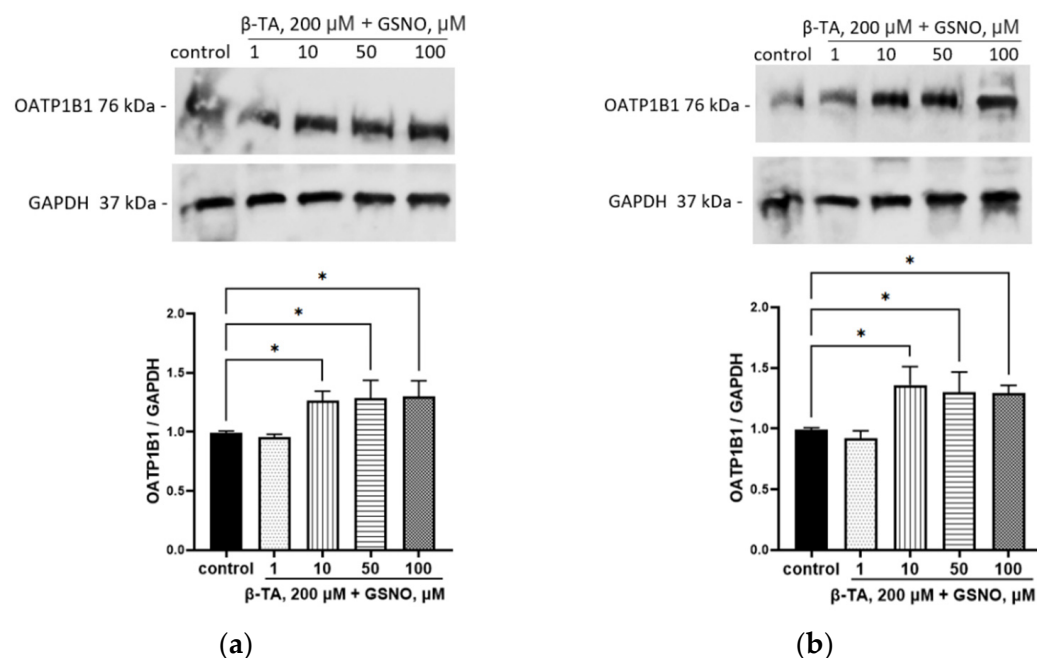 β-TA, 200 μM + GSNO, μM
control 1 10 50 100
OATP1B1 76 kDa -
GAPDH 37 kDa -
* 
*
*
2.0
1.5
1.0
0.5
0.0
OATP1B1 / GAPDH
control 1 10 50 100
β-TA, 200 μM + GSNO, μM
(a)
β-TA, 200 μM + GSNO, μM
control 1 10 50 100
OATP1B1 76 kDa -
GAPDH 37 kDa -
*
*
*
2.0
1.5
1.0
0.5
0.0
OATP1B1 / GAPDH
control 1 10 50 100
β-TA, 200 μM + GSNO, μM
(b)